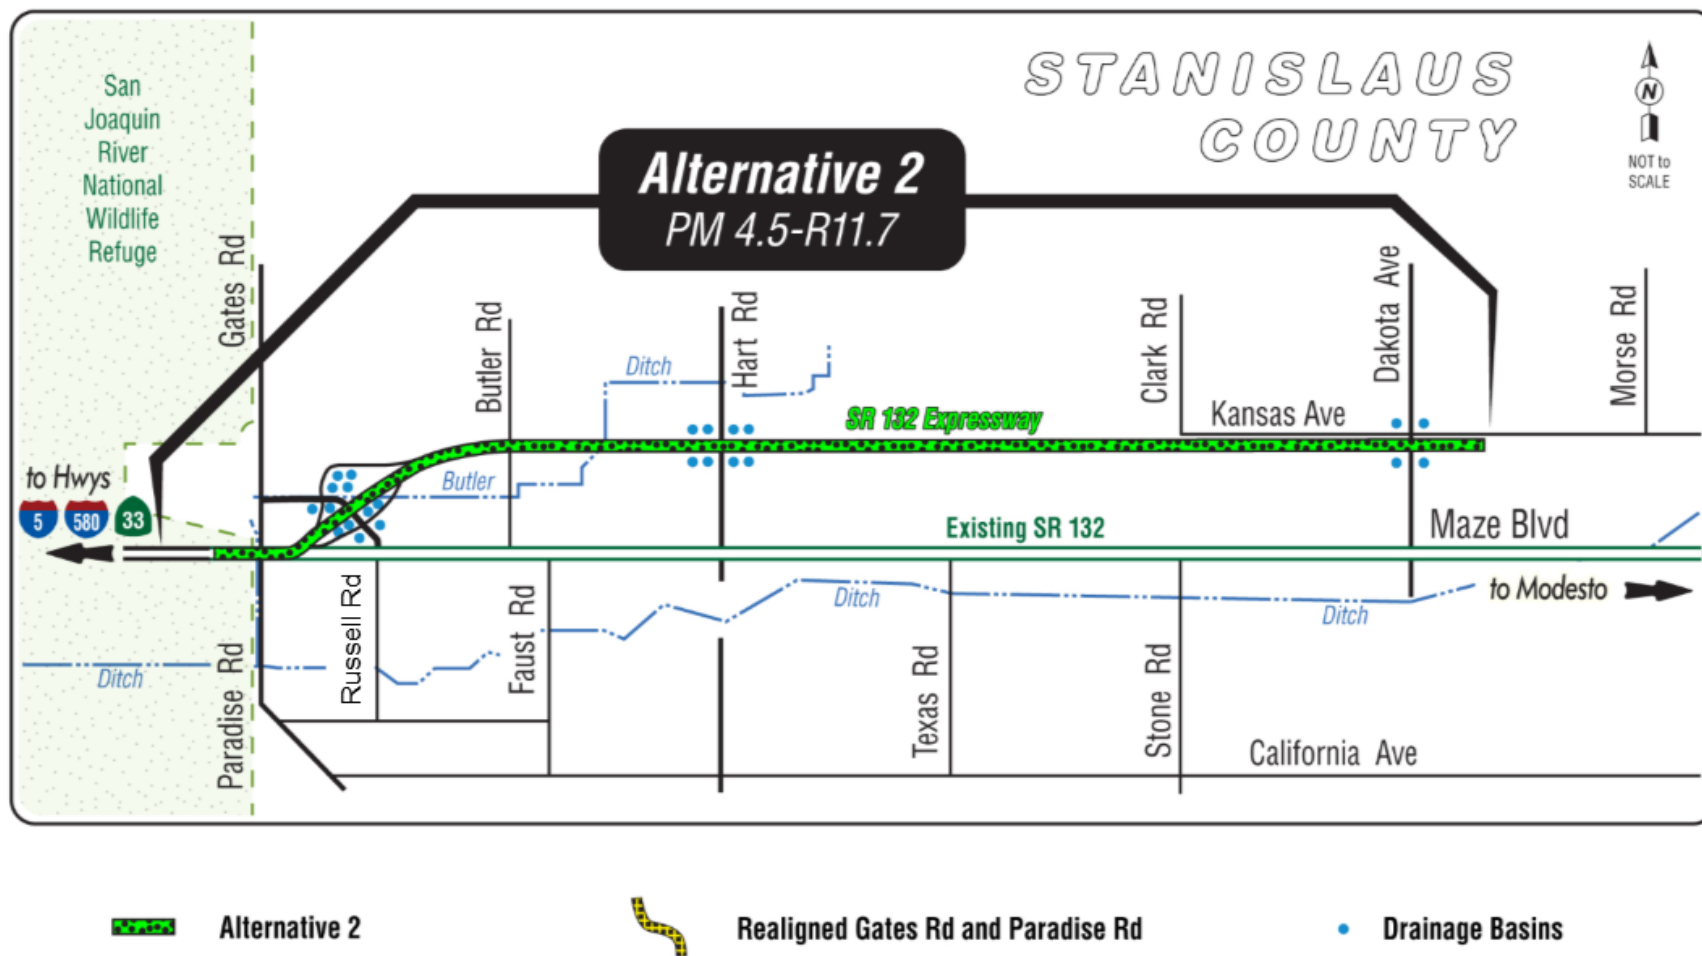 STANISLAUS
COUNTY
N
NOT to
SCALE
San
Joaquin
River
National
Wildlife
Refuge
Alternative 2
PM 4.5-R11.7
Gates Rd
Butler Rd
Hart Rd
Clark Rd
Dakota Ave
Morse Rd
Ditch
SR 132 Expressway
Kansas Ave
to Hwys
5
580
33
Butler
Existing SR 132
Maze Blvd
to Modesto
Ditch
Ditch
Ditch
Paradise Rd
Russell Rd
Faust Rd
Texas Rd
Stone Rd
California Ave
Alternative 2
Realigned Gates Rd and Paradise Rd
Drainage Basins